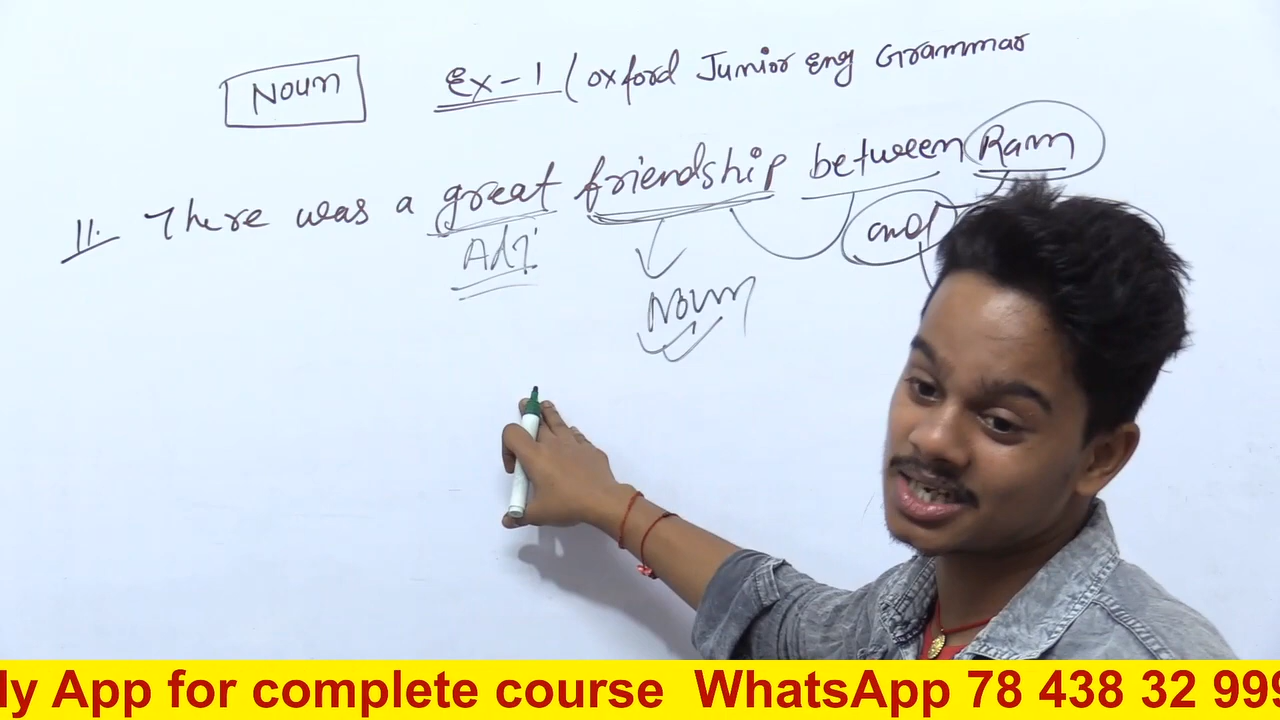 Noun Ex-1 (oxford Junior Eng Grammar
11. There was a great friendship between Ram
and
Adj
Noun
ly App for complete course WhatsApp 78 438 32 999